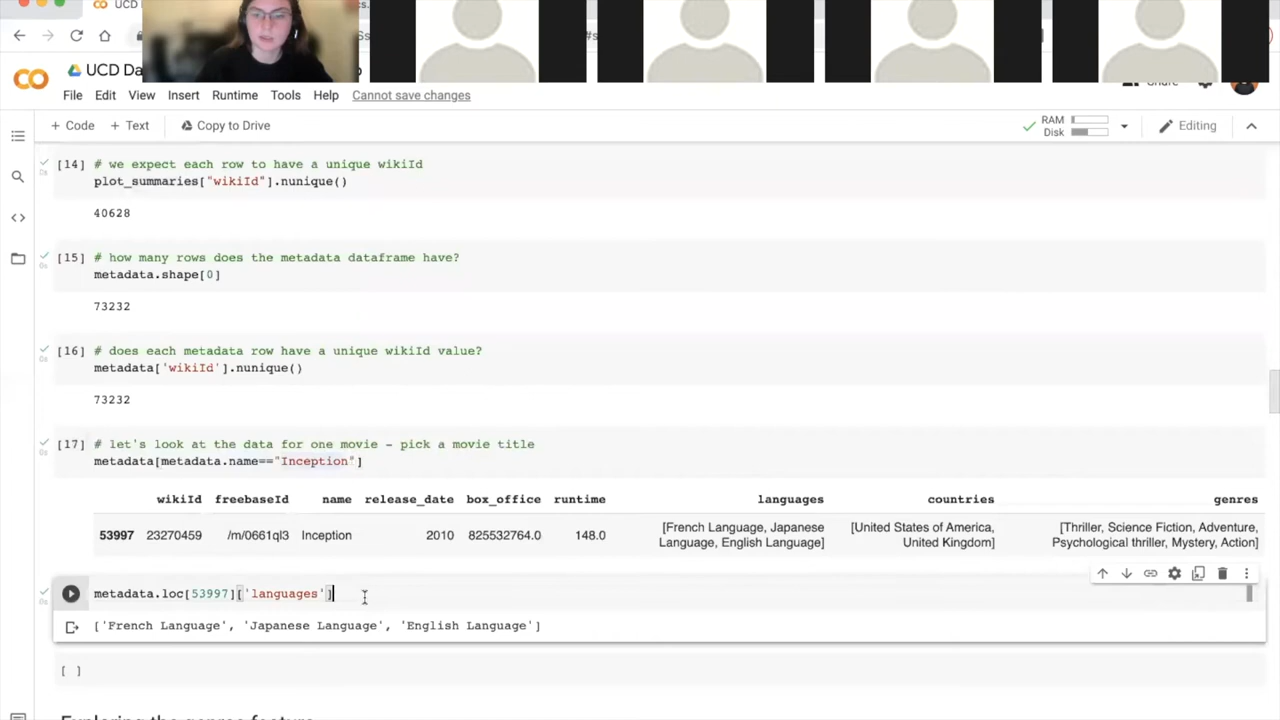 UCD Da
File Edit View Insert Runtime Tools Help Cannot save changes
+ Code + Text Copy to Drive RAM Disk Editing
[14] # we expect each row to have a unique wikiId
plot_summaries["wikiId"].nunique()
40628
[15] # how many rows does the metadata dataframe have?
metadata.shape[0]
73232
[16] # does each metadata row have a unique wikiId value?
metadata['wikiId'].nunique()
73232
[17] # let's look at the data for one movie - pick a movie title
metadata[metadata.name=="Inception"]
wikiId freebaseId name release_date box_office runtime languages countries genres
53997 23270459 /m/0661ql3 Inception 2010 825532764.0 148.0 [French Language, Japanese Language, English Language] [United States of America, United Kingdom] [Thriller, Science Fiction, Adventure, Psychological thriller, Mystery, Action]
metadata.loc[53997]['languages']
['French Language', 'Japanese Language', 'English Language']
[ ]
Exploring the genres feature